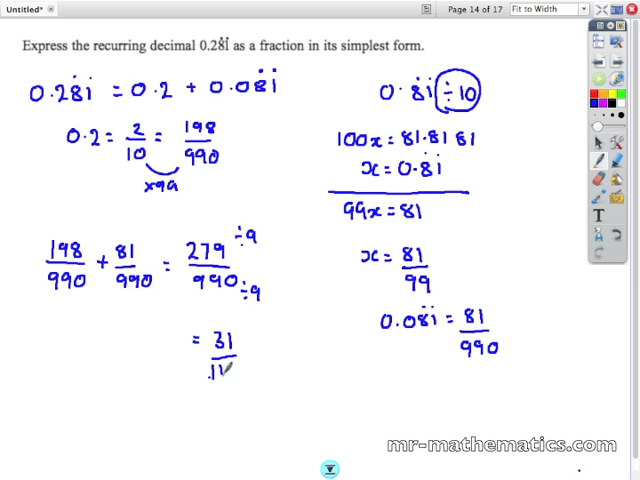 Untitled*
Page 14 of 17
Fit to Width
Express the recurring decimal 0.28̇1̇ as a fraction in its simplest form.
0.28̇1̇ = 0.2 + 0.08̇1̇
0.2 = 2/10 = 198/990
×99
198/990 + 81/990 = 279/990 ÷9 ÷9
= 31/11
0.8̇1̇ ÷10
100x = 81.81 81
x = 0.8̇1̇
99x = 81
x = 81/99
0.08̇1̇ = 81/990
T
mr-mathematics.com